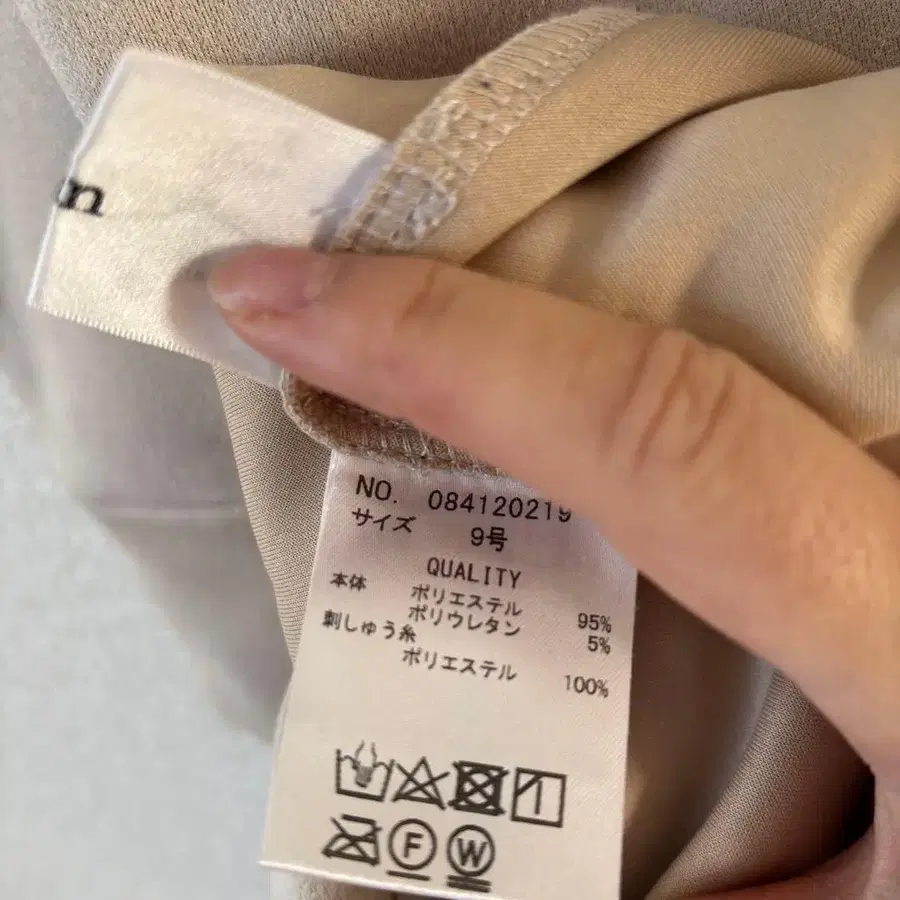 n
NO. 084120219
サイズ 9号
QUALITY
本体 ポリエステル 95%
ポリウレタン 5%
刺しゅう糸
ポリエステル 100%
F W